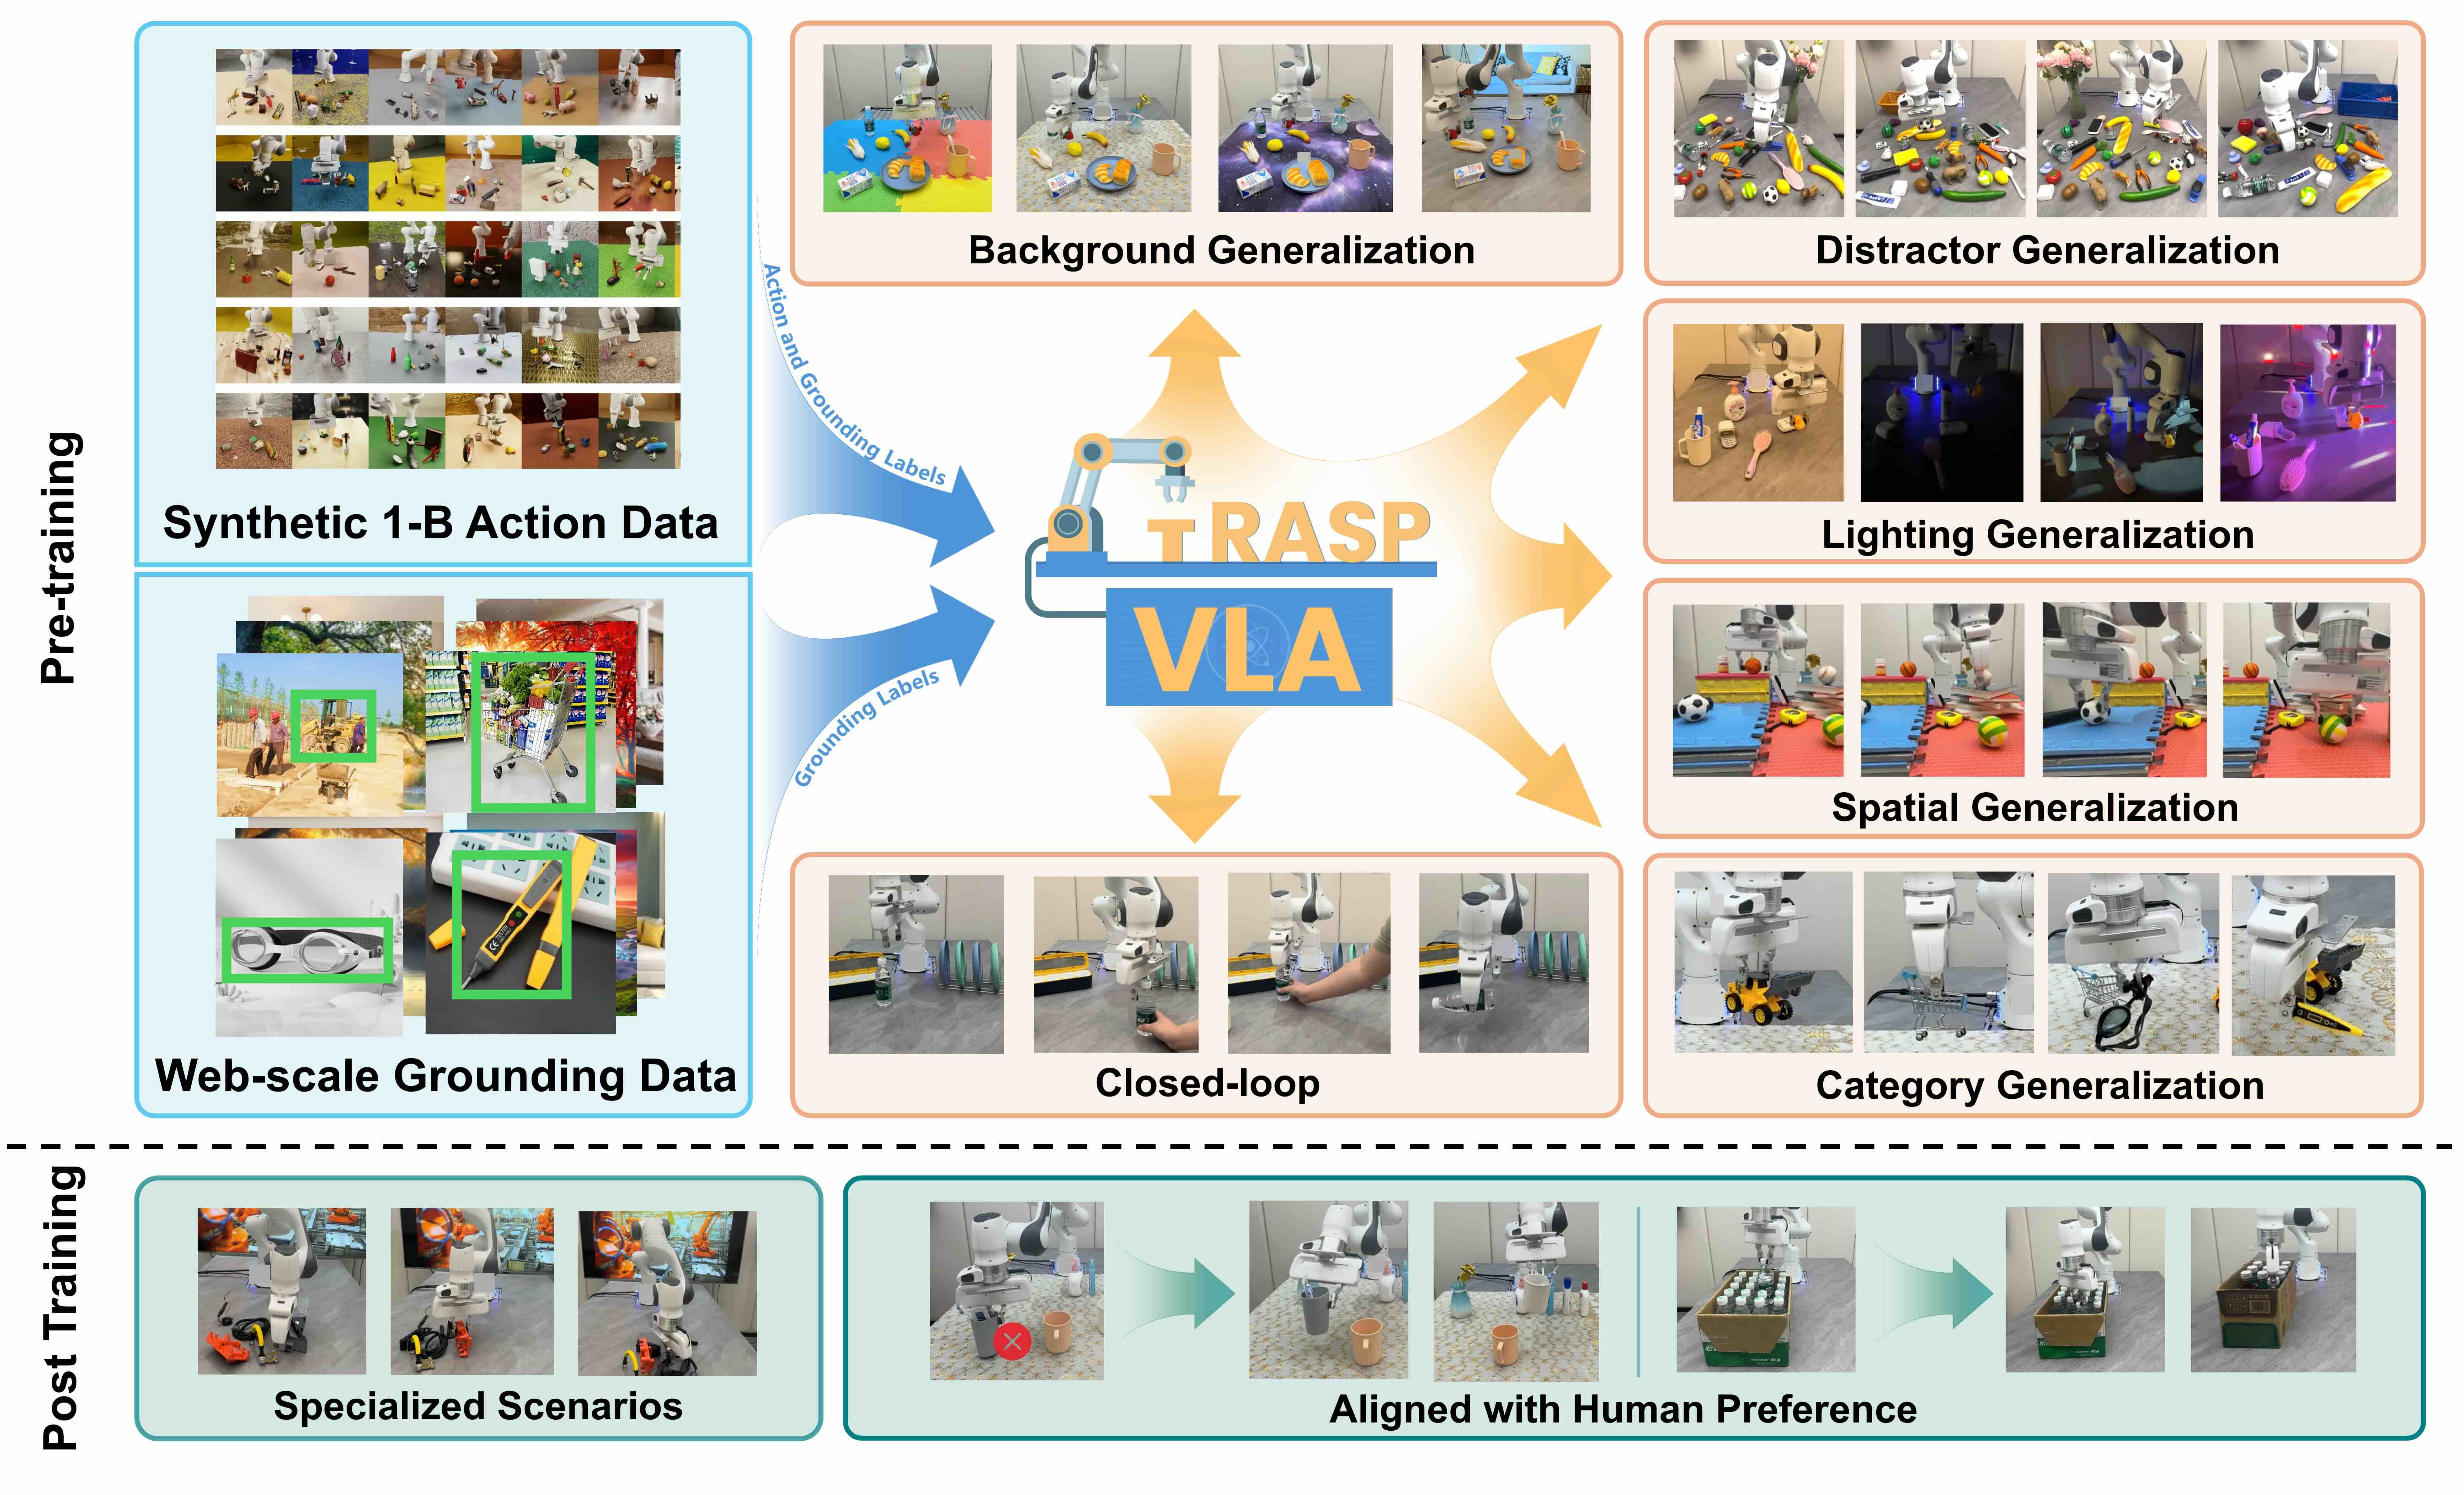 Pre-training
Synthetic 1-B Action Data
Web-scale Grounding Data
Action and Grounding Labels
Grounding Labels
TRASP
VLA
Background Generalization
Distractor Generalization
Lighting Generalization
Spatial Generalization
Closed-loop
Category Generalization
Post Training
Specialized Scenarios
Aligned with Human Preference